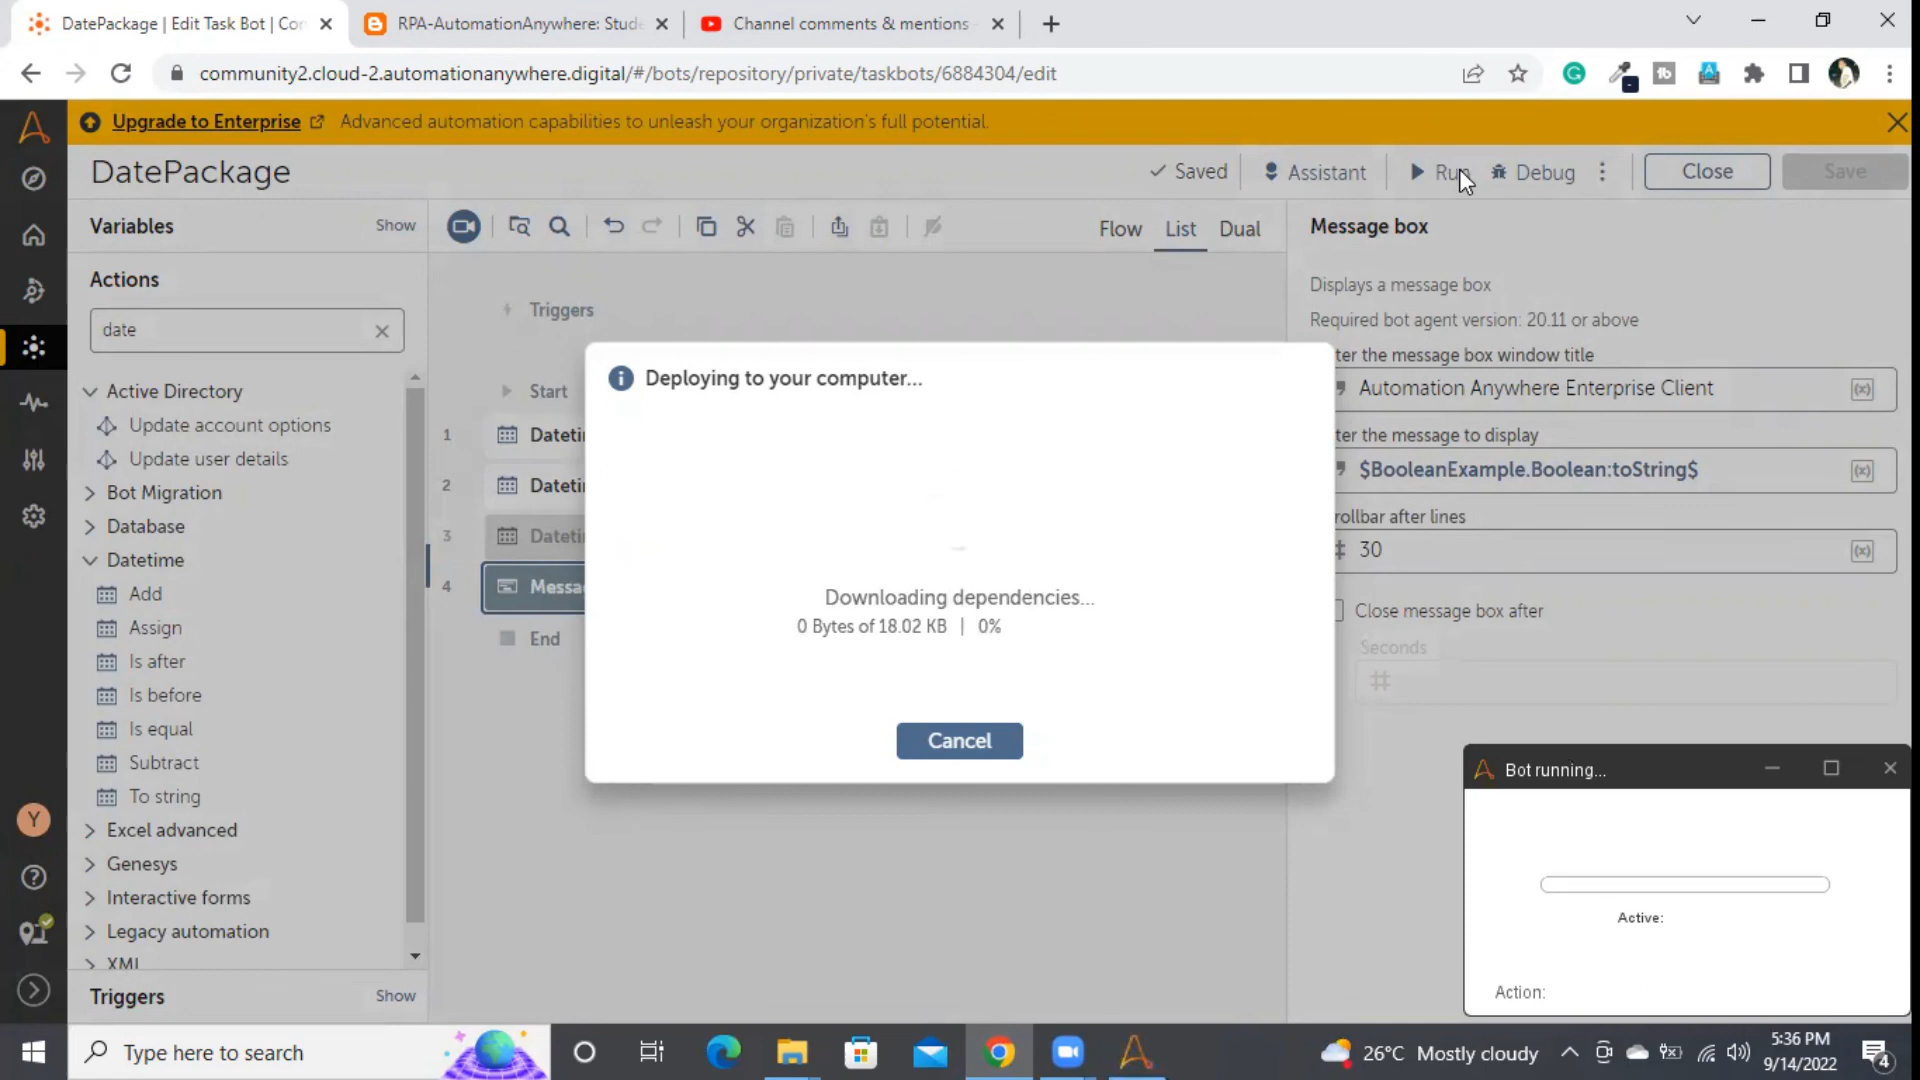 DatePackage | Edit Task Bot | Con
RPA-AutomationAnywhere: Stude
Channel comments & mentions -
community2.cloud-2.automationanywhere.digital/#/bots/repository/private/taskbots/6884304/edit
Upgrade to Enterprise Advanced automation capabilities to unleash your organization's full potential.
DatePackage
Saved
Assistant
Run
Debug
Close
Save
Variables
Show
Flow
List
Dual
Message box
Actions
date
Displays a message box
Required bot agent version: 20.11 or above
ter the message box window title
Automation Anywhere Enterprise Client
ter the message to display
$BooleanExample.Boolean:toString$
rollbar after lines
30
Close message box after
Seconds
Active Directory
Update account options
Update user details
Bot Migration
Database
Datetime
Add
Assign
Is after
Is before
Is equal
Subtract
To string
Excel advanced
Genesys
Interactive forms
Legacy automation
XML
Triggers
Show
Triggers
Start
1 Dateti
2 Dateti
3 Dateti
4 Messa
End
Deploying to your computer...
Downloading dependencies...
0 Bytes of 18.02 KB | 0%
Cancel
Bot running...
Active:
Action:
Y
Type here to search
26°C Mostly cloudy
5:36 PM
9/14/2022
4